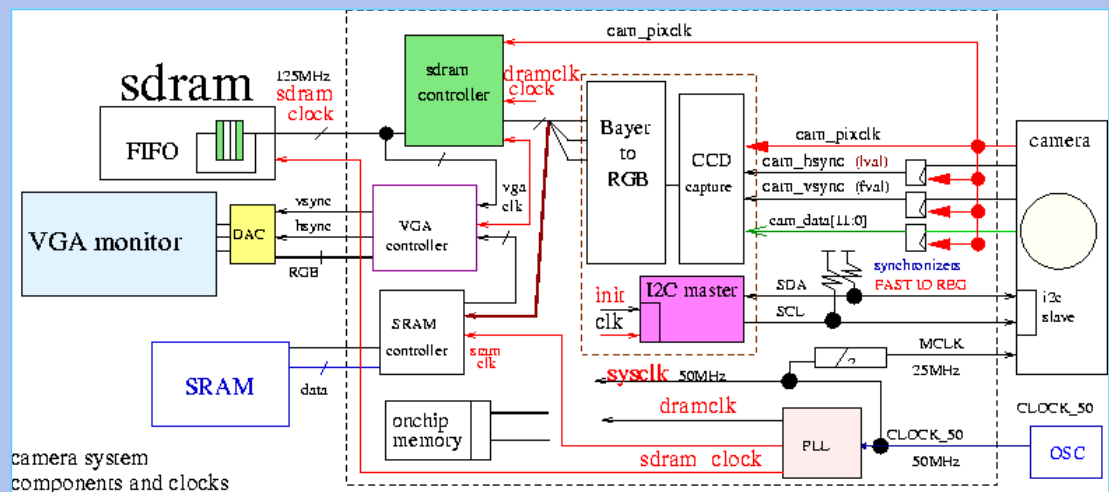 cam_pixclk
sdram
125MHz
sdram
clock
sdram
controller
dramclk
clock
FIFO
Bayer
to
RGB
CCD
capture
cam_pixclk
camera
cam_hsync (lval)
cam_vsync (fval)
cam_data[11:0]
vga
clk
vsync
hsync
RGB
VGA monitor
DAC
VGA
controller
synchronizers
FAST IO REG
init
clk
I2C master
SDA
SCL
i2c
slave
SRAM
controller
sram
clk
SRAM
data
MCLK
25MHz
sysclk 50MHz
dramclk
onchip
memory
PLL
CLOCK_50
CLOCK_50
50MHz
OSC
sdram clock
camera system
components and clocks
2